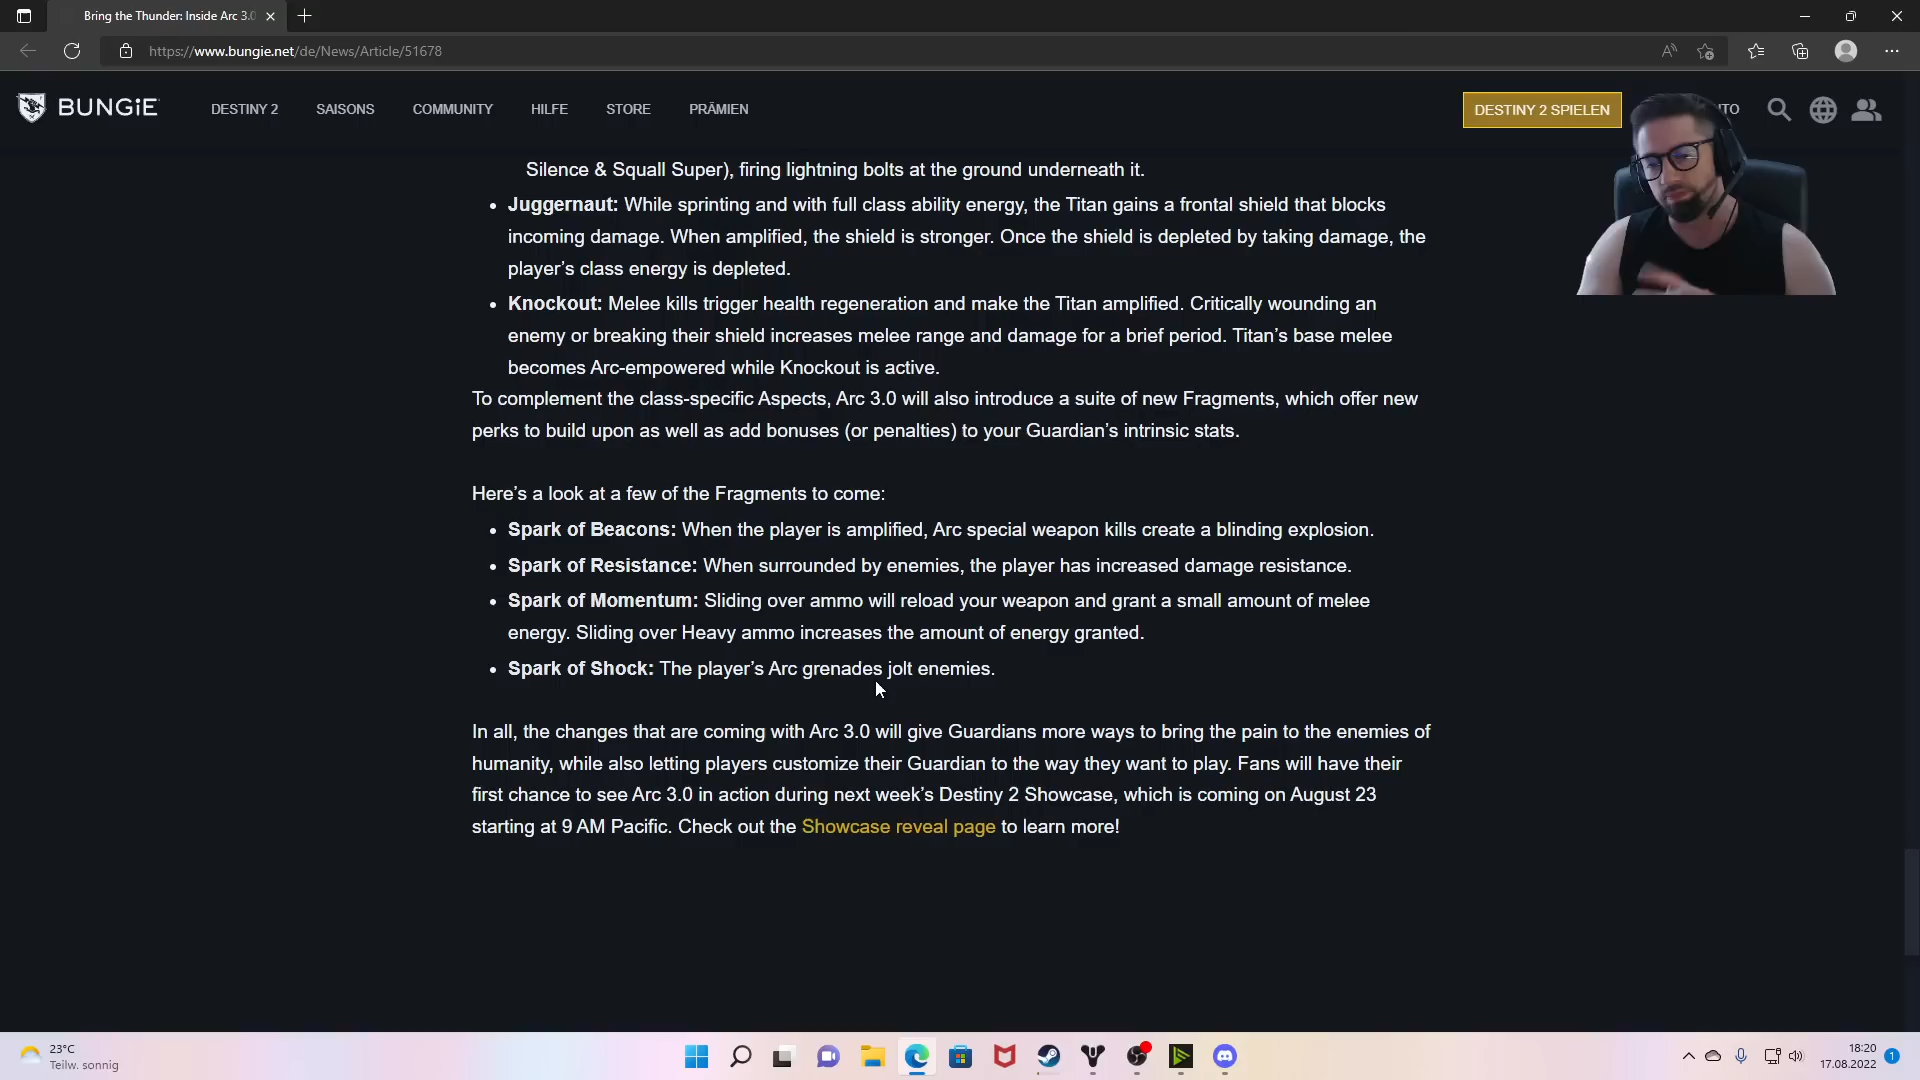 Bring the Thunder: Inside Arc 3.0
https://www.bungie.net/de/News/Article/51678
BUNGiE
DESTINY 2
SAISONS
COMMUNITY
HILFE
STORE
PRÄMIEN
DESTINY 2 SPIELEN
Silence & Squall Super), firing lightning bolts at the ground underneath it.
• Juggernaut: While sprinting and with full class ability energy, the Titan gains a frontal shield that blocks
incoming damage. When amplified, the shield is stronger. Once the shield is depleted by taking damage, the
player's class energy is depleted.
• Knockout: Melee kills trigger health regeneration and make the Titan amplified. Critically wounding an
enemy or breaking their shield increases melee range and damage for a brief period. Titan's base melee
becomes Arc-empowered while Knockout is active.
To complement the class-specific Aspects, Arc 3.0 will also introduce a suite of new Fragments, which offer new
perks to build upon as well as add bonuses (or penalties) to your Guardian's intrinsic stats.
Here's a look at a few of the Fragments to come:
• Spark of Beacons: When the player is amplified, Arc special weapon kills create a blinding explosion.
• Spark of Resistance: When surrounded by enemies, the player has increased damage resistance.
• Spark of Momentum: Sliding over ammo will reload your weapon and grant a small amount of melee
energy. Sliding over Heavy ammo increases the amount of energy granted.
• Spark of Shock: The player's Arc grenades jolt enemies.
In all, the changes that are coming with Arc 3.0 will give Guardians more ways to bring the pain to the enemies of
humanity, while also letting players customize their Guardian to the way they want to play. Fans will have their
first chance to see Arc 3.0 in action during next week's Destiny 2 Showcase, which is coming on August 23
starting at 9 AM Pacific. Check out the Showcase reveal page to learn more!
23°C
Teilw. sonnig
18:20
17.08.2022
1